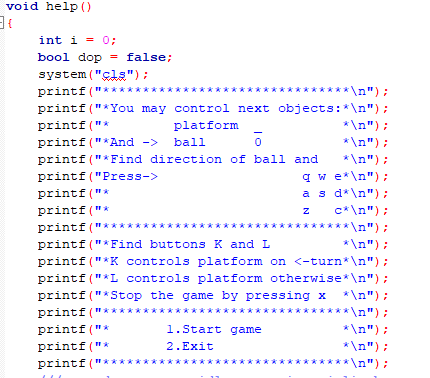 void help()
{
int i = 0;
bool dop = false;
system("cls");
printf("*******************************\n");
printf("*You may control next objects:*\n");
printf("*        platform  _          *\n");
printf("*And ->  ball      0          *\n");
printf("*Find direction of ball and   *\n");
printf("Press->                  q w e*\n");
printf("*                        a s d*\n");
printf("*                        z   c*\n");
printf("*******************************\n");
printf("*Find buttons K and L         *\n");
printf("*K controls platform on <-turn*\n");
printf("*L controls platform otherwise*\n");
printf("*Stop the game by pressing x  *\n");
printf("*******************************\n");
printf("*       1.Start game          *\n");
printf("*       2.Exit                *\n");
printf("*******************************\n");